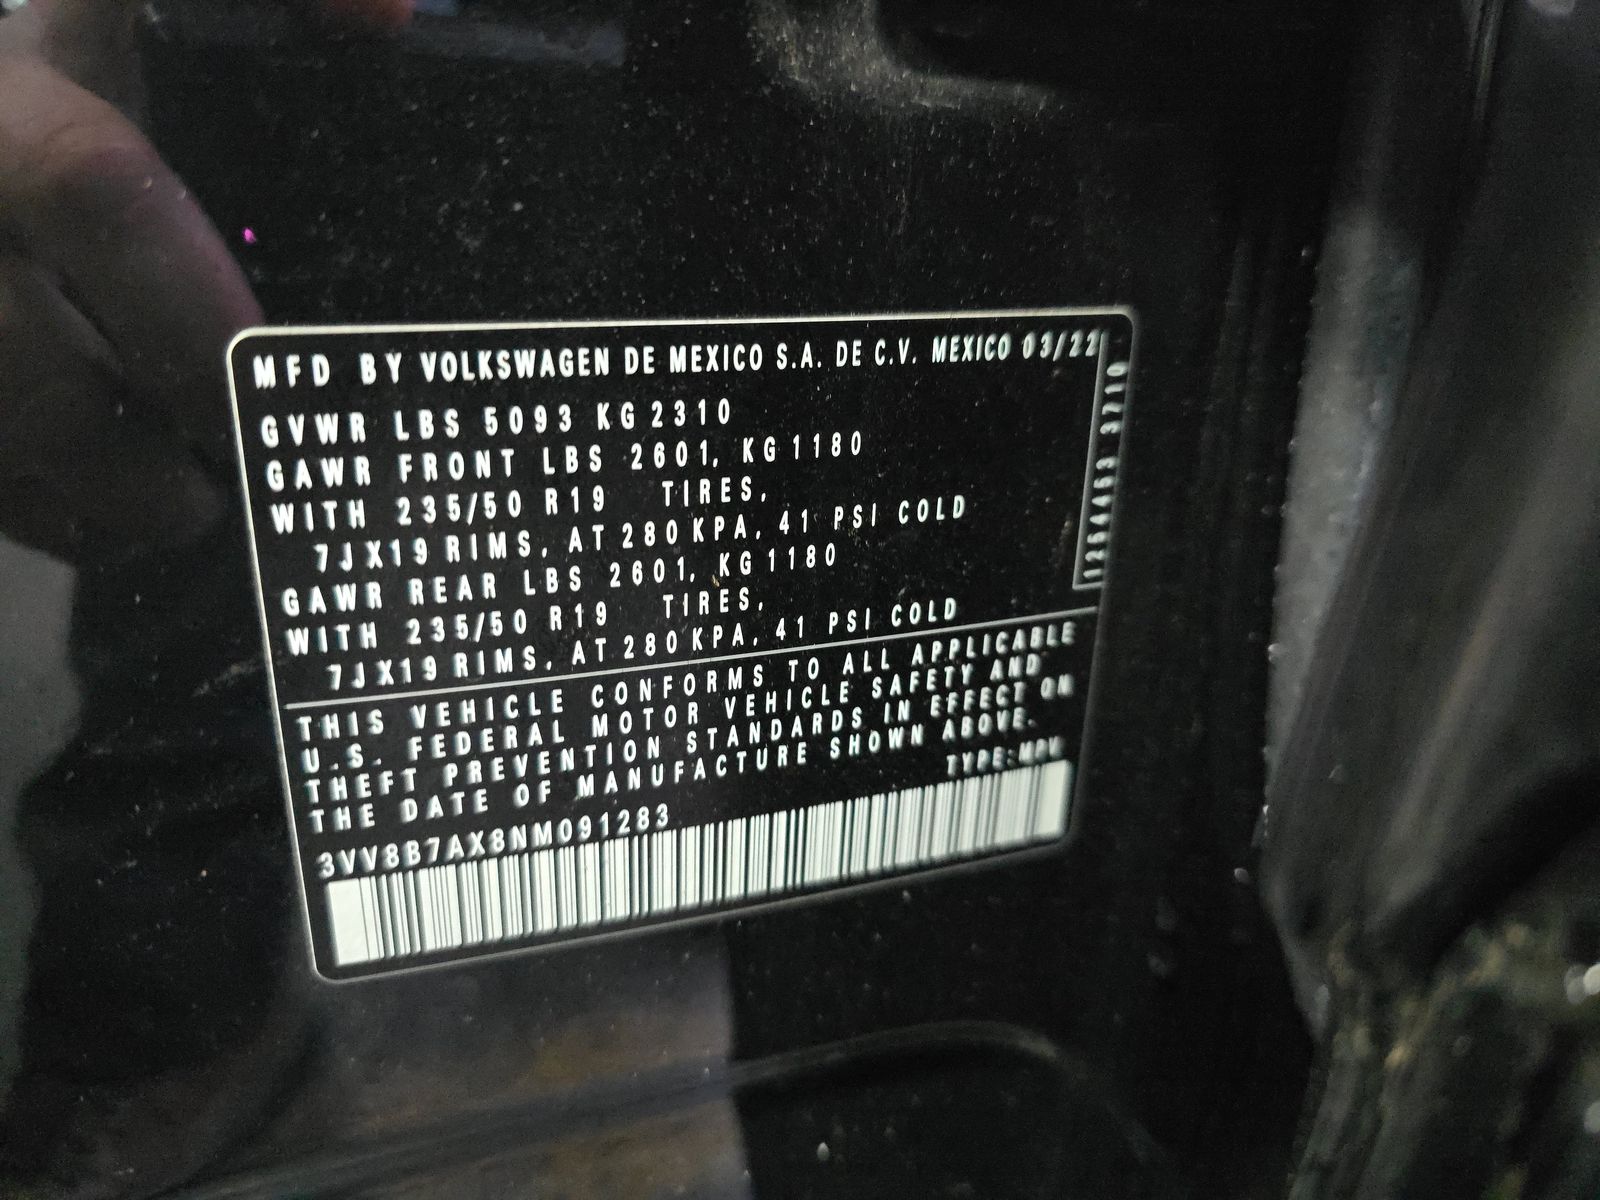 MFD BY VOLKSWAGEN DE MEXICO S.A. DE C.V. MEXICO 03/22
GVWR LBS 5093 KG 2310
GAWR FRONT LBS 2601, KG 1180
WITH 235/50 R19 TIRES,
7JX19 RIMS, AT 280 KPA, 41 PSI COLD
GAWR REAR LBS 2601, KG 1180
WITH 235/50 R19 TIRES,
7JX19 RIMS, AT 280 KPA, 41 PSI COLD
THIS VEHICLE CONFORMS TO ALL APPLICABLE
U.S. FEDERAL MOTOR VEHICLE SAFETY AND
THEFT PREVENTION STANDARDS IN EFFECT ON
THE DATE OF MANUFACTURE SHOWN ABOVE.
TYPE: MPV
3VV8B7AX8NM091283